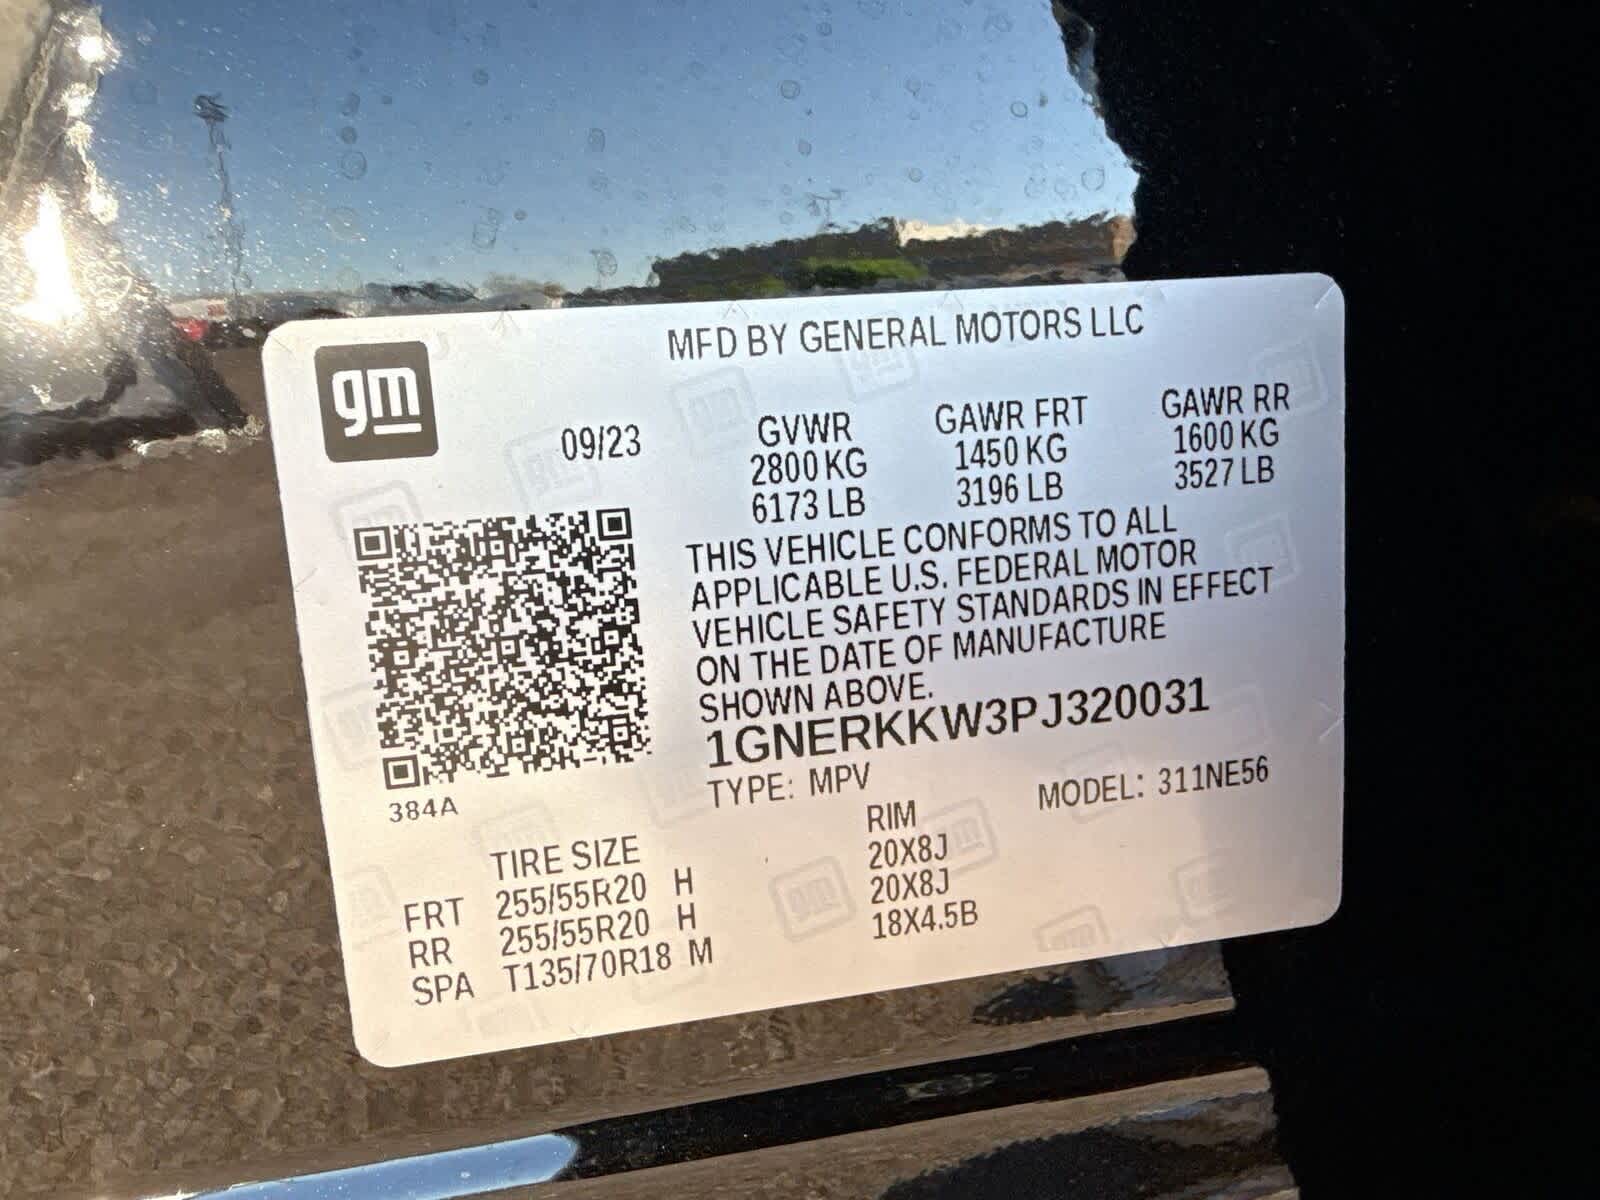 MFD BY GENERAL MOTORS LLC
gm
09/23 GVWR GAWR FRT GAWR RR
2800 KG 1450 KG 1600 KG
6173 LB 3196 LB 3527 LB
THIS VEHICLE CONFORMS TO ALL
APPLICABLE U.S. FEDERAL MOTOR
VEHICLE SAFETY STANDARDS IN EFFECT
ON THE DATE OF MANUFACTURE
SHOWN ABOVE.
1GNERKKW3PJ320031
TYPE: MPV MODEL: 311NE56
384A
TIRE SIZE RIM
FRT 255/55R20 H 20X8J
RR 255/55R20 H 20X8J
SPA T135/70R18 M 18X4.5B